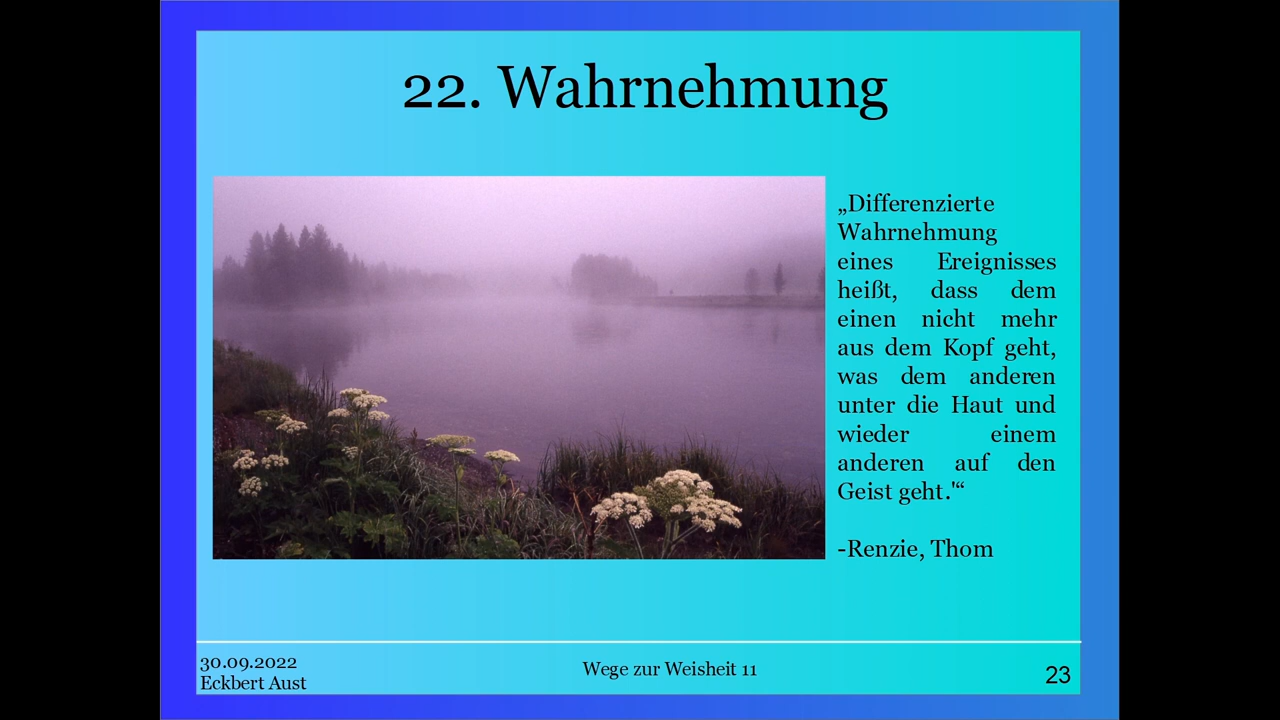 22. Wahrnehmung
„Differenzierte
Wahrnehmung
eines Ereignisses
heißt, dass dem
einen nicht mehr
aus dem Kopf geht,
was dem anderen
unter die Haut und
wieder einem
anderen auf den
Geist geht.'“
-Renzie, Thom
30.09.2022
Eckbert Aust
Wege zur Weisheit 11
23